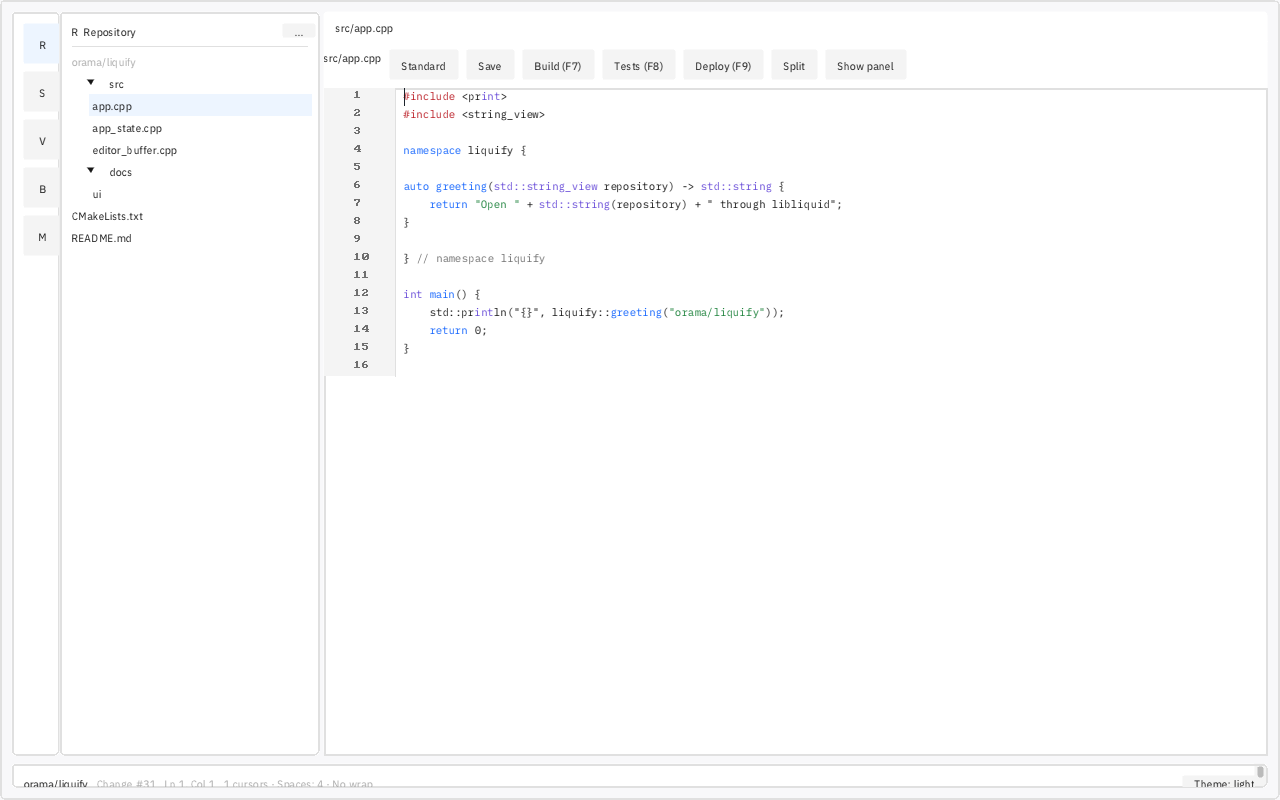 R
S
V
B
M
R Repository
...
orama/liquify
▼ src
app.cpp
app_state.cpp
editor_buffer.cpp
▼ docs
ui
CMakeLists.txt
README.md
src/app.cpp
src/app.cpp Standard Save Build (F7) Tests (F8) Deploy (F9) Split Show panel
1 #include <print>
2 #include <string_view>
3
4 namespace liquify {
5
6 auto greeting(std::string_view repository) -> std::string {
7     return "Open " + std::string(repository) + " through libliquid";
8 }
9
10 } // namespace liquify
11
12 int main() {
13     std::println("{}", liquify::greeting("orama/liquify"));
14     return 0;
15 }
16
orama/liquify Change #31 Ln 1, Col 1 1 cursors · Spaces: 4 · No wrap Theme: light